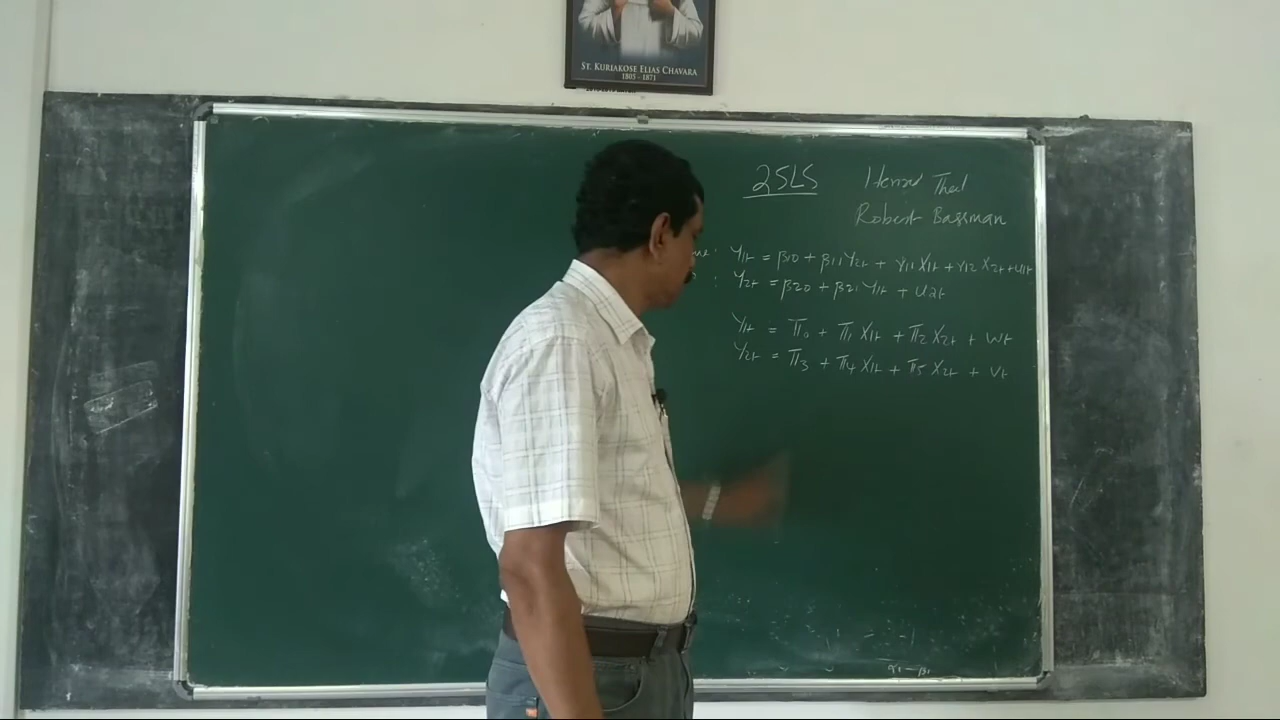 ST. KURIAKOSE ELIAS CHAVARA
1805 - 1871
2SLS Henri Theil
Robert Bassman
me: Y1t = β10 + β11 Y2t + γ11 X1t + γ12 X2t + u1t
: Y2t = β20 + β21 Y1t + u2t
Y1t = Π0 + Π1 X1t + Π2 X2t + Wt
Y2t = Π3 + Π4 X1t + Π5 X2t + Vt